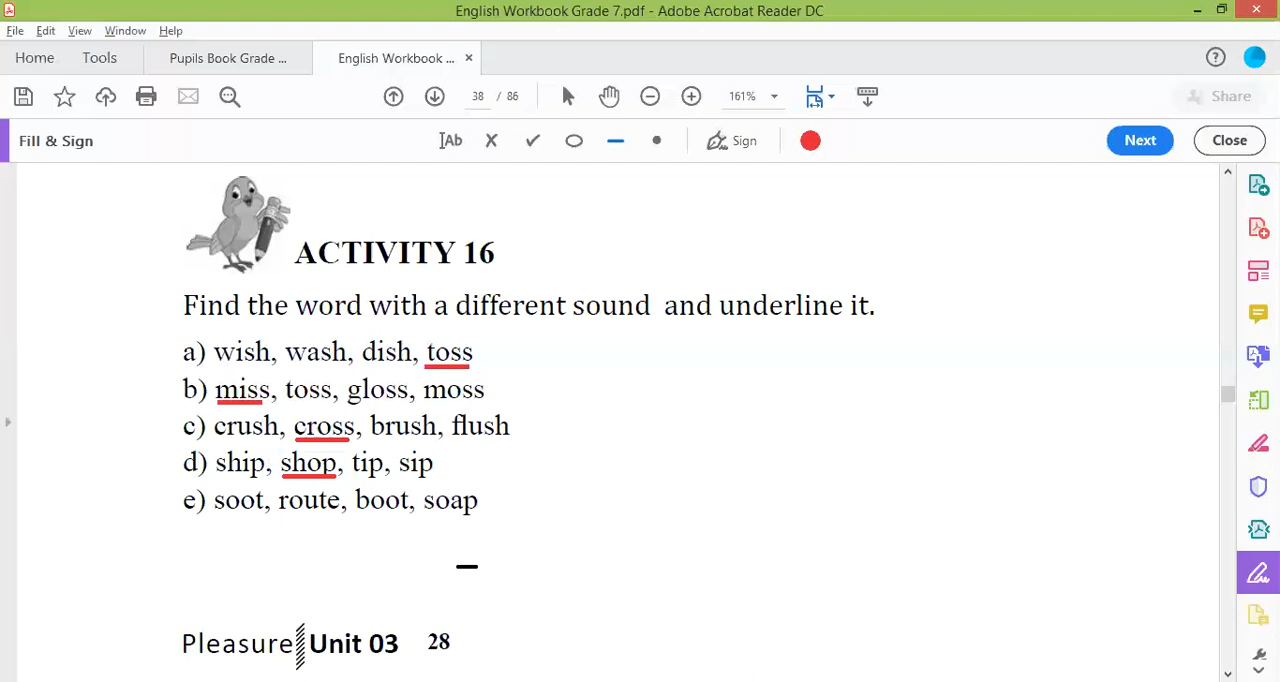 English Workbook Grade 7.pdf - Adobe Acrobat Reader DC
File Edit View Window Help
Home Tools Pupils Book Grade ... English Workbook ... ×
38 / 86 161% Share
Fill & Sign Ab Sign Next Close
ACTIVITY 16
Find the word with a different sound and underline it.
a) wish, wash, dish, toss
b) miss, toss, gloss, moss
c) crush, cross, brush, flush
d) ship, shop, tip, sip
e) soot, route, boot, soap
Pleasure Unit 03 28